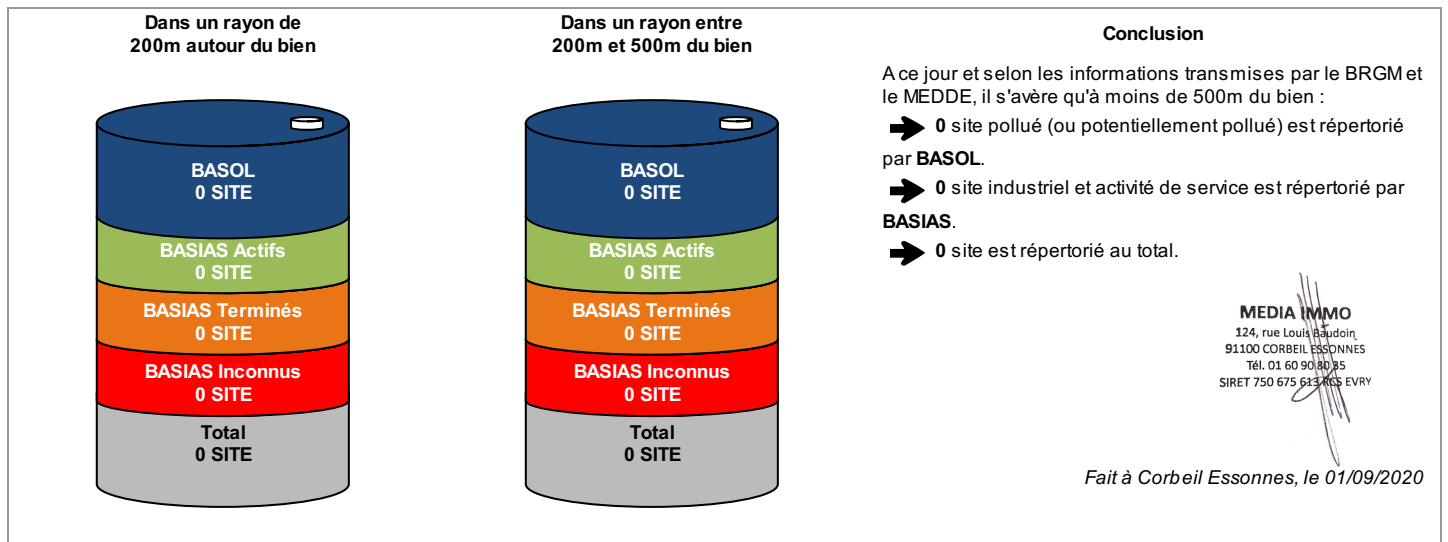 Dans un rayon de
200m autour du bien
BASOL
0 SITE
BASIAS Actifs
0 SITE
BASIAS Terminés
0 SITE
BASIAS Inconnus
0 SITE
Total
0 SITE
Dans un rayon entre
200m et 500m du bien
BASOL
0 SITE
BASIAS Actifs
0 SITE
BASIAS Terminés
0 SITE
BASIAS Inconnus
0 SITE
Total
0 SITE
Conclusion
A ce jour et selon les informations transmises par le BRGM et
le MEDDE, il s'avère qu'à moins de 500m du bien :
0 site pollué (ou potentiellement pollué) est répertorié
par BASOL.
0 site industriel et activité de service est répertorié par
BASIAS.
0 site est répertorié au total.
MEDIA IMMO
124, rue Louis Baudoin
91100 CORBEIL ESSONNES
Tél. 01 60 90 80 85
SIRET 750 675 613 RCS EVRY
Fait à Corbeil Essonnes, le 01/09/2020